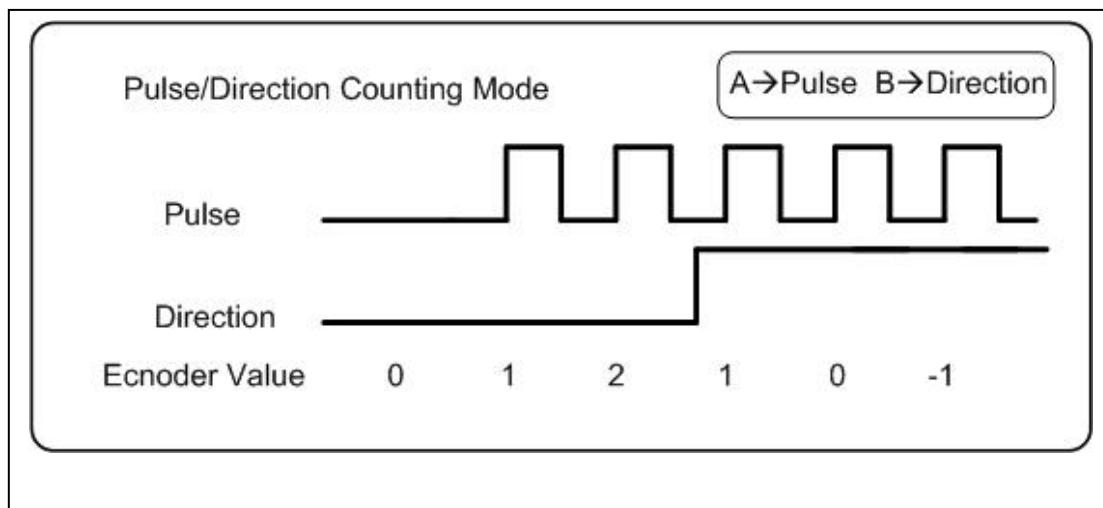 Pulse/Direction Counting Mode
A→Pulse B→Direction
Pulse
Direction
Ecnoder Value 0 1 2 1 0 -1